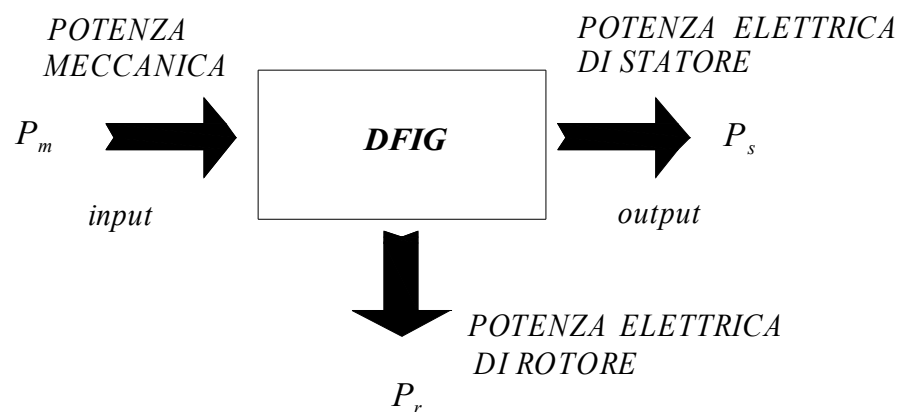 POTENZA
MECCANICA
POTENZA ELETTRICA
DI STATORE
P_m
DFIG
P_s
input
output
POTENZA ELETTRICA
DI ROTORE
P_r